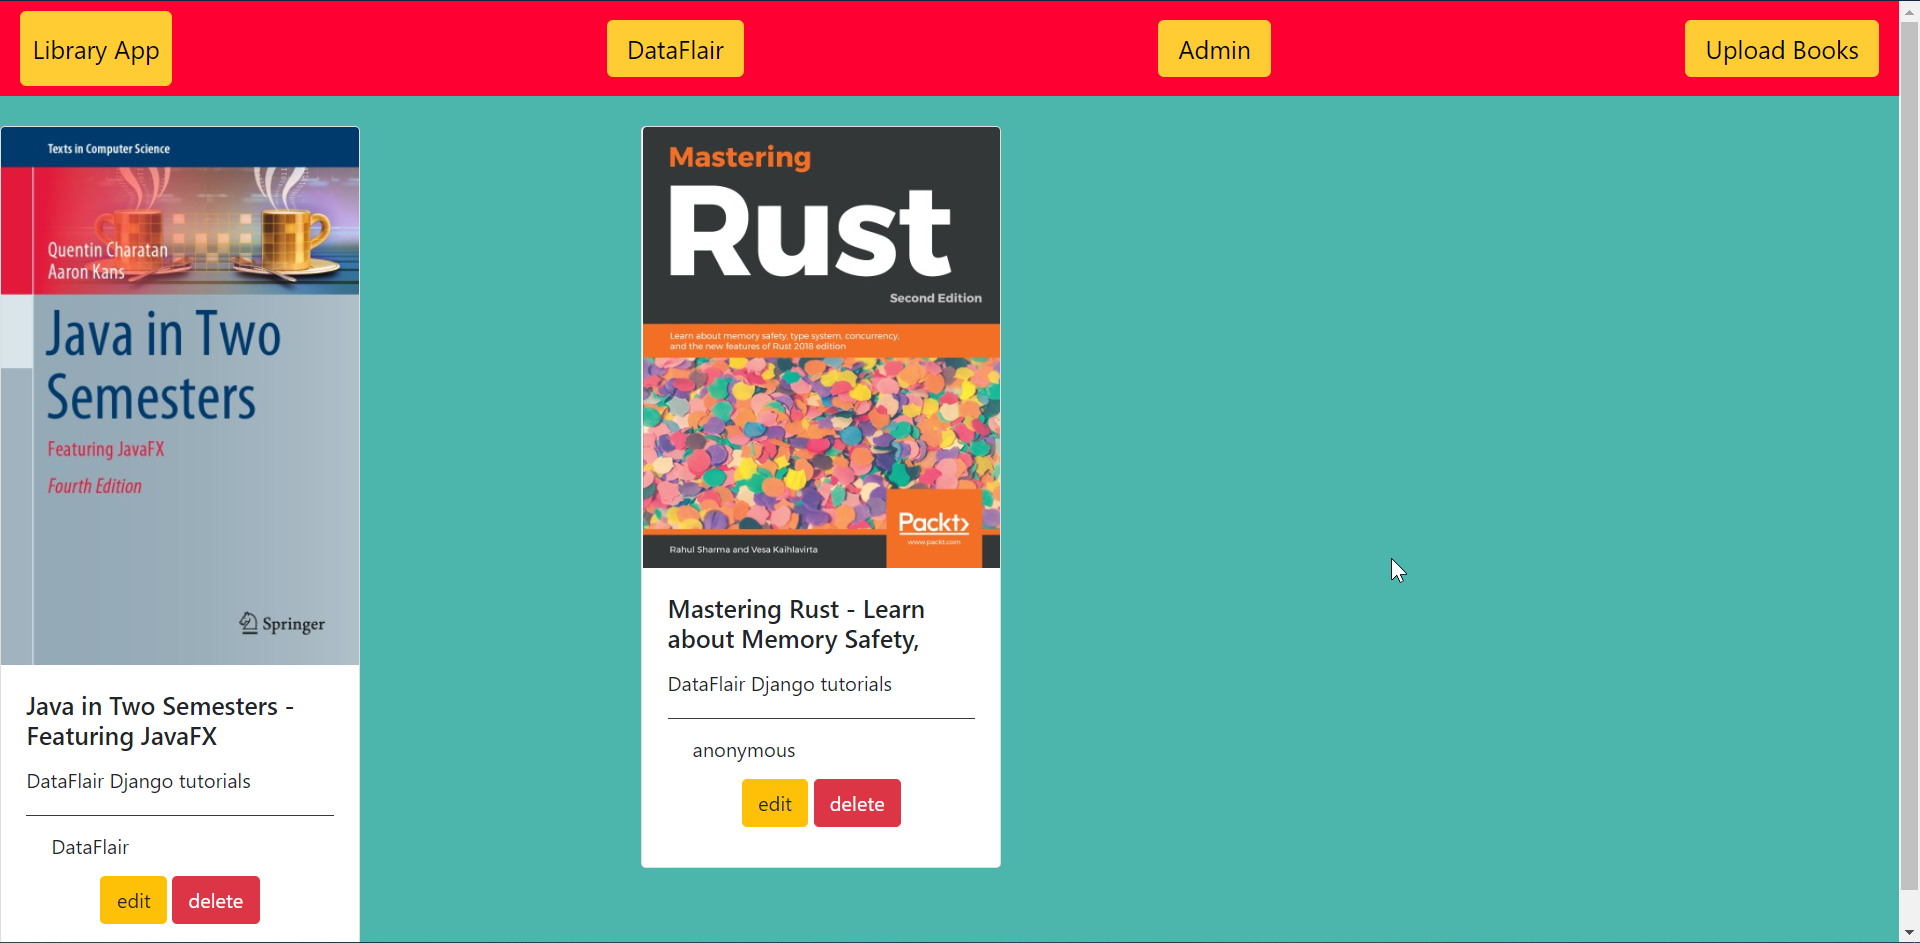 Library App
DataFlair
Admin
Upload Books
Texts in Computer Science
Quentin Charatan
Aaron Kans
Java in Two
Semesters
Featuring JavaFX
Fourth Edition
Springer
Java in Two Semesters -
Featuring JavaFX
DataFlair Django tutorials
DataFlair
edit
delete
Mastering
Rust
Second Edition
Learn about memory safety, type system, concurrency,
and the new features of Rust 2018 edition
Packt>
www.packt.com
Rahul Sharma and Vesa Kaihlavirta
Mastering Rust - Learn
about Memory Safety,
DataFlair Django tutorials
anonymous
edit
delete